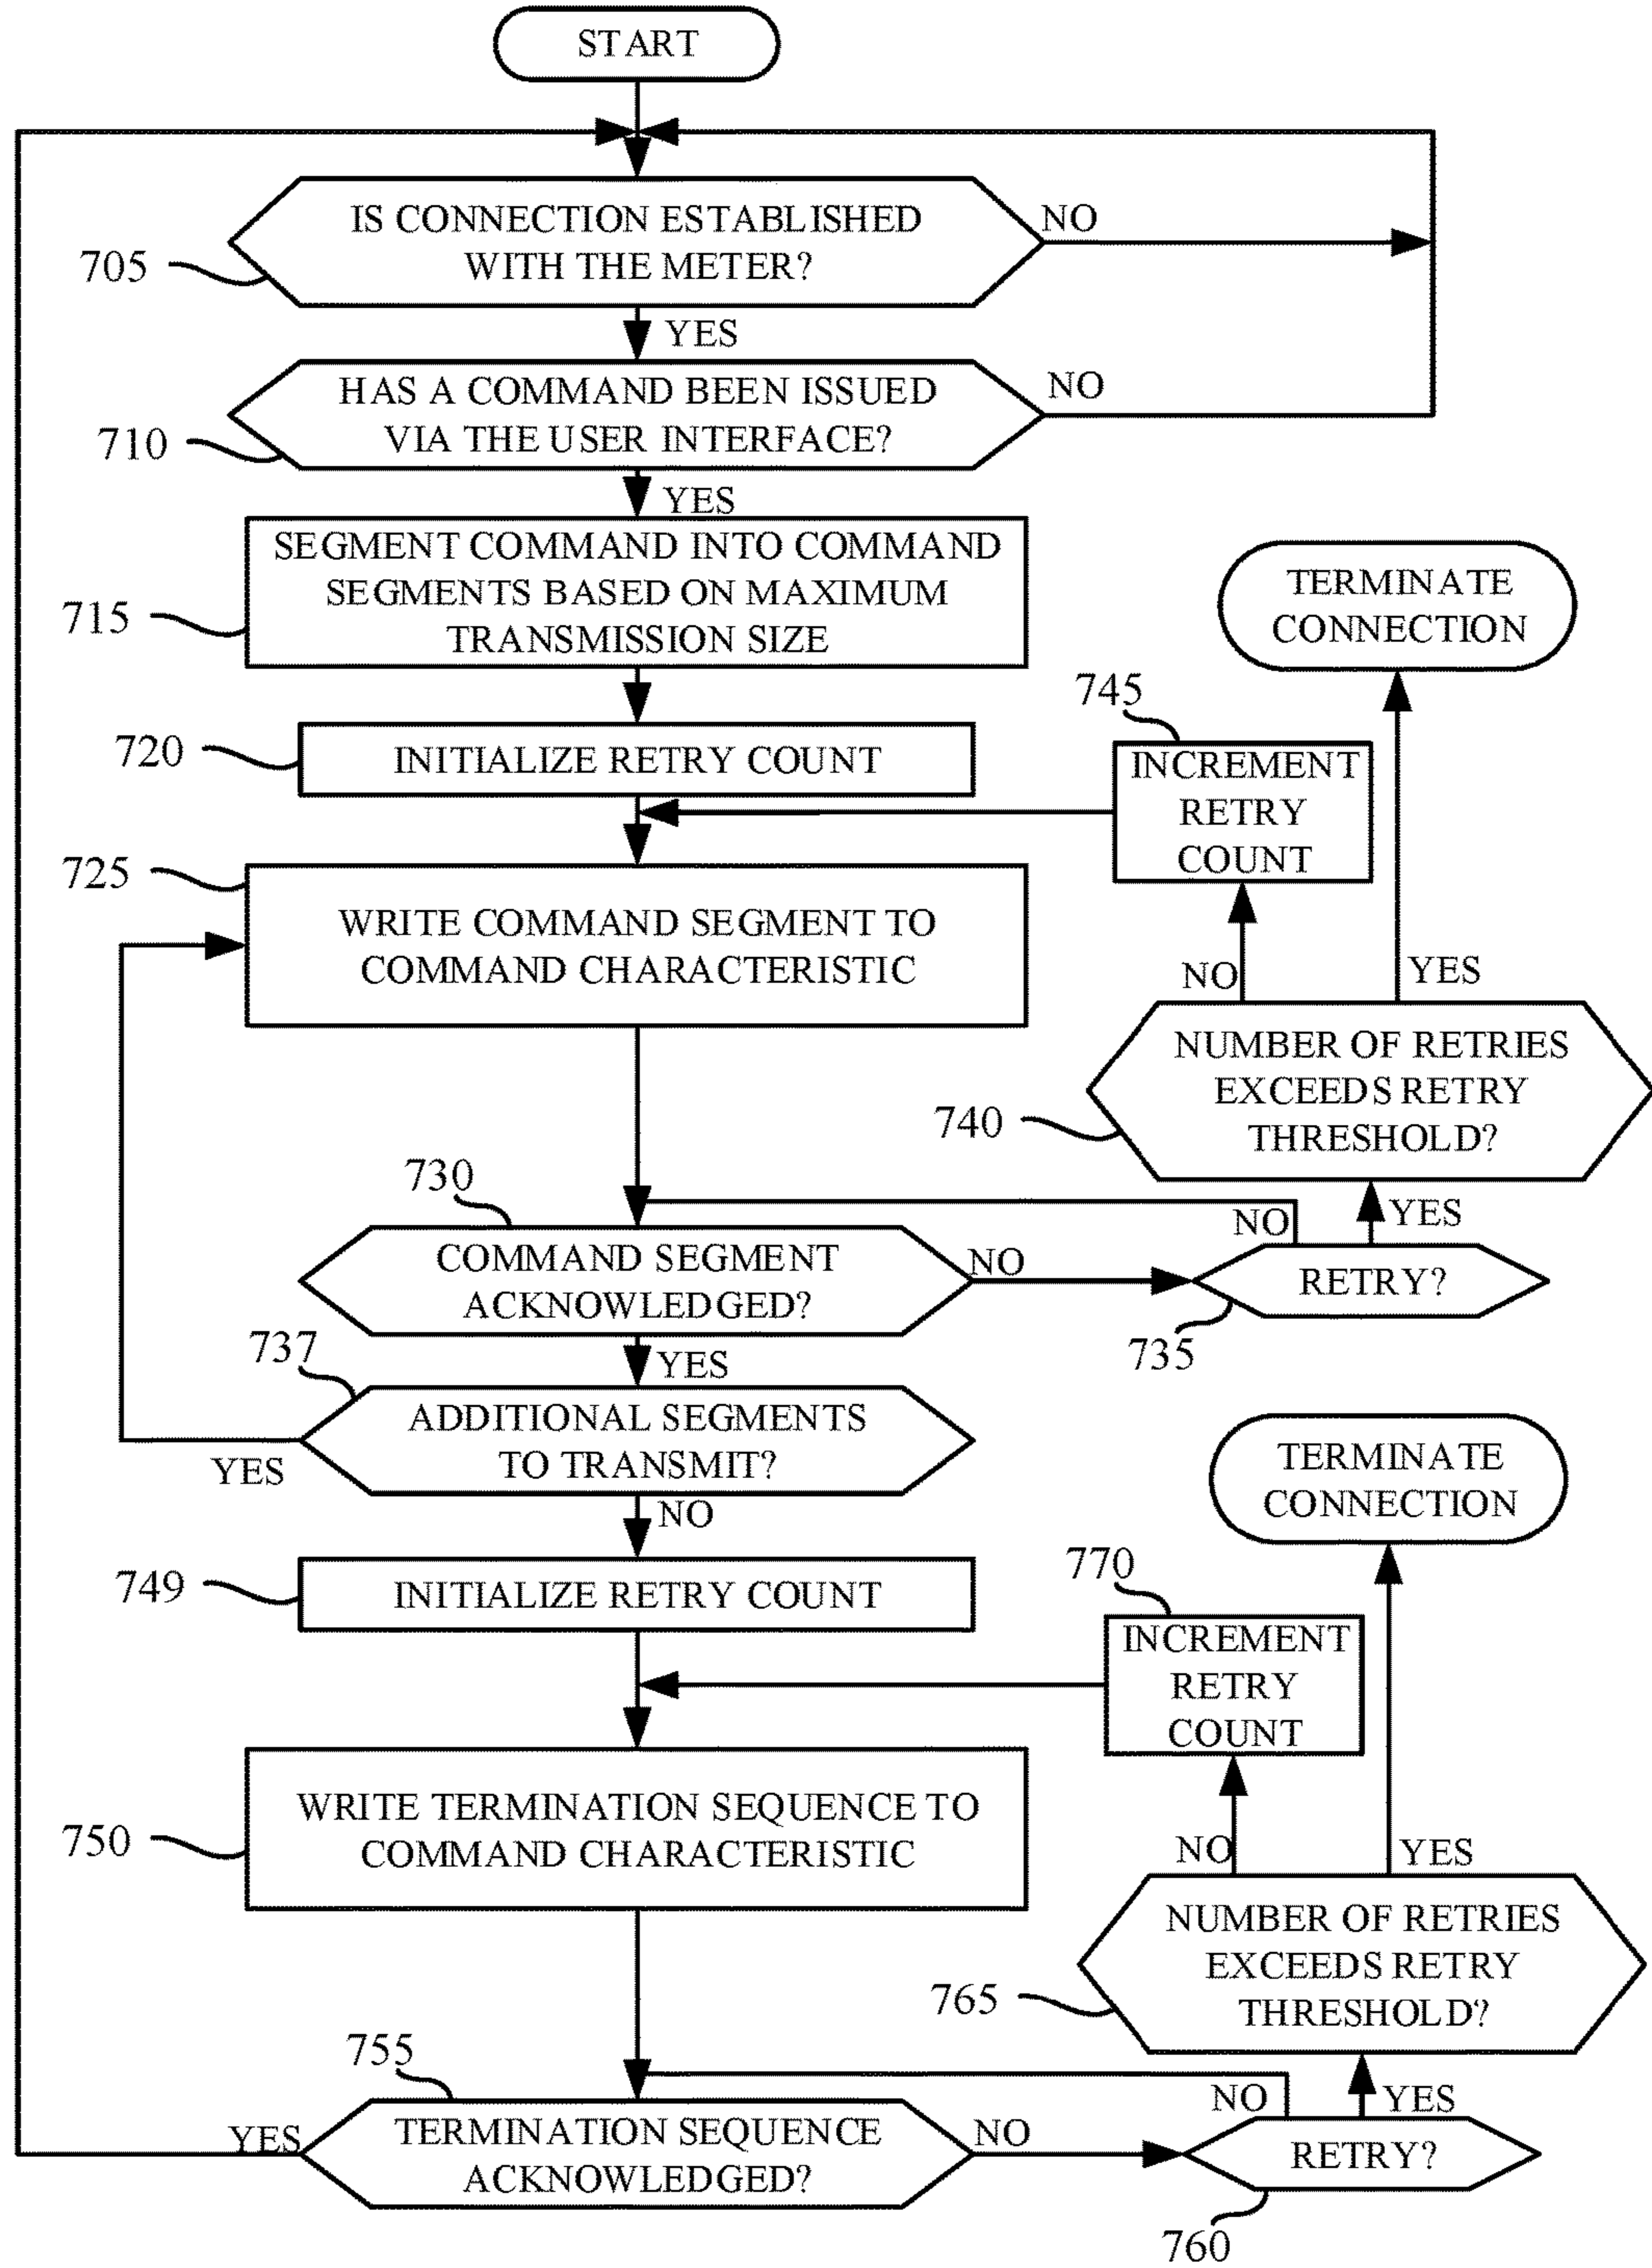 START
IS CONNECTION ESTABLISHED
WITH THE METER?
NO
705
YES
HAS A COMMAND BEEN ISSUED
VIA THE USER INTERFACE?
NO
710
YES
SEGMENT COMMAND INTO COMMAND
SEGMENTS BASED ON MAXIMUM
TRANSMISSION SIZE
715
TERMINATE
CONNECTION
745
720
INITIALIZE RETRY COUNT
INCREMENT
RETRY
COUNT
725
WRITE COMMAND SEGMENT TO
COMMAND CHARACTERISTIC
NO
YES
NUMBER OF RETRIES
EXCEEDS RETRY
THRESHOLD?
740
730
NO
YES
COMMAND SEGMENT
ACKNOWLEDGED?
NO
RETRY?
735
737
YES
ADDITIONAL SEGMENTS
TO TRANSMIT?
YES
NO
TERMINATE
CONNECTION
770
749
INITIALIZE RETRY COUNT
INCREMENT
RETRY
COUNT
WRITE TERMINATION SEQUENCE TO
COMMAND CHARACTERISTIC
750
NO
YES
NUMBER OF RETRIES
EXCEEDS RETRY
THRESHOLD?
765
755
NO
YES
YES
TERMINATION SEQUENCE
ACKNOWLEDGED?
NO
RETRY?
760